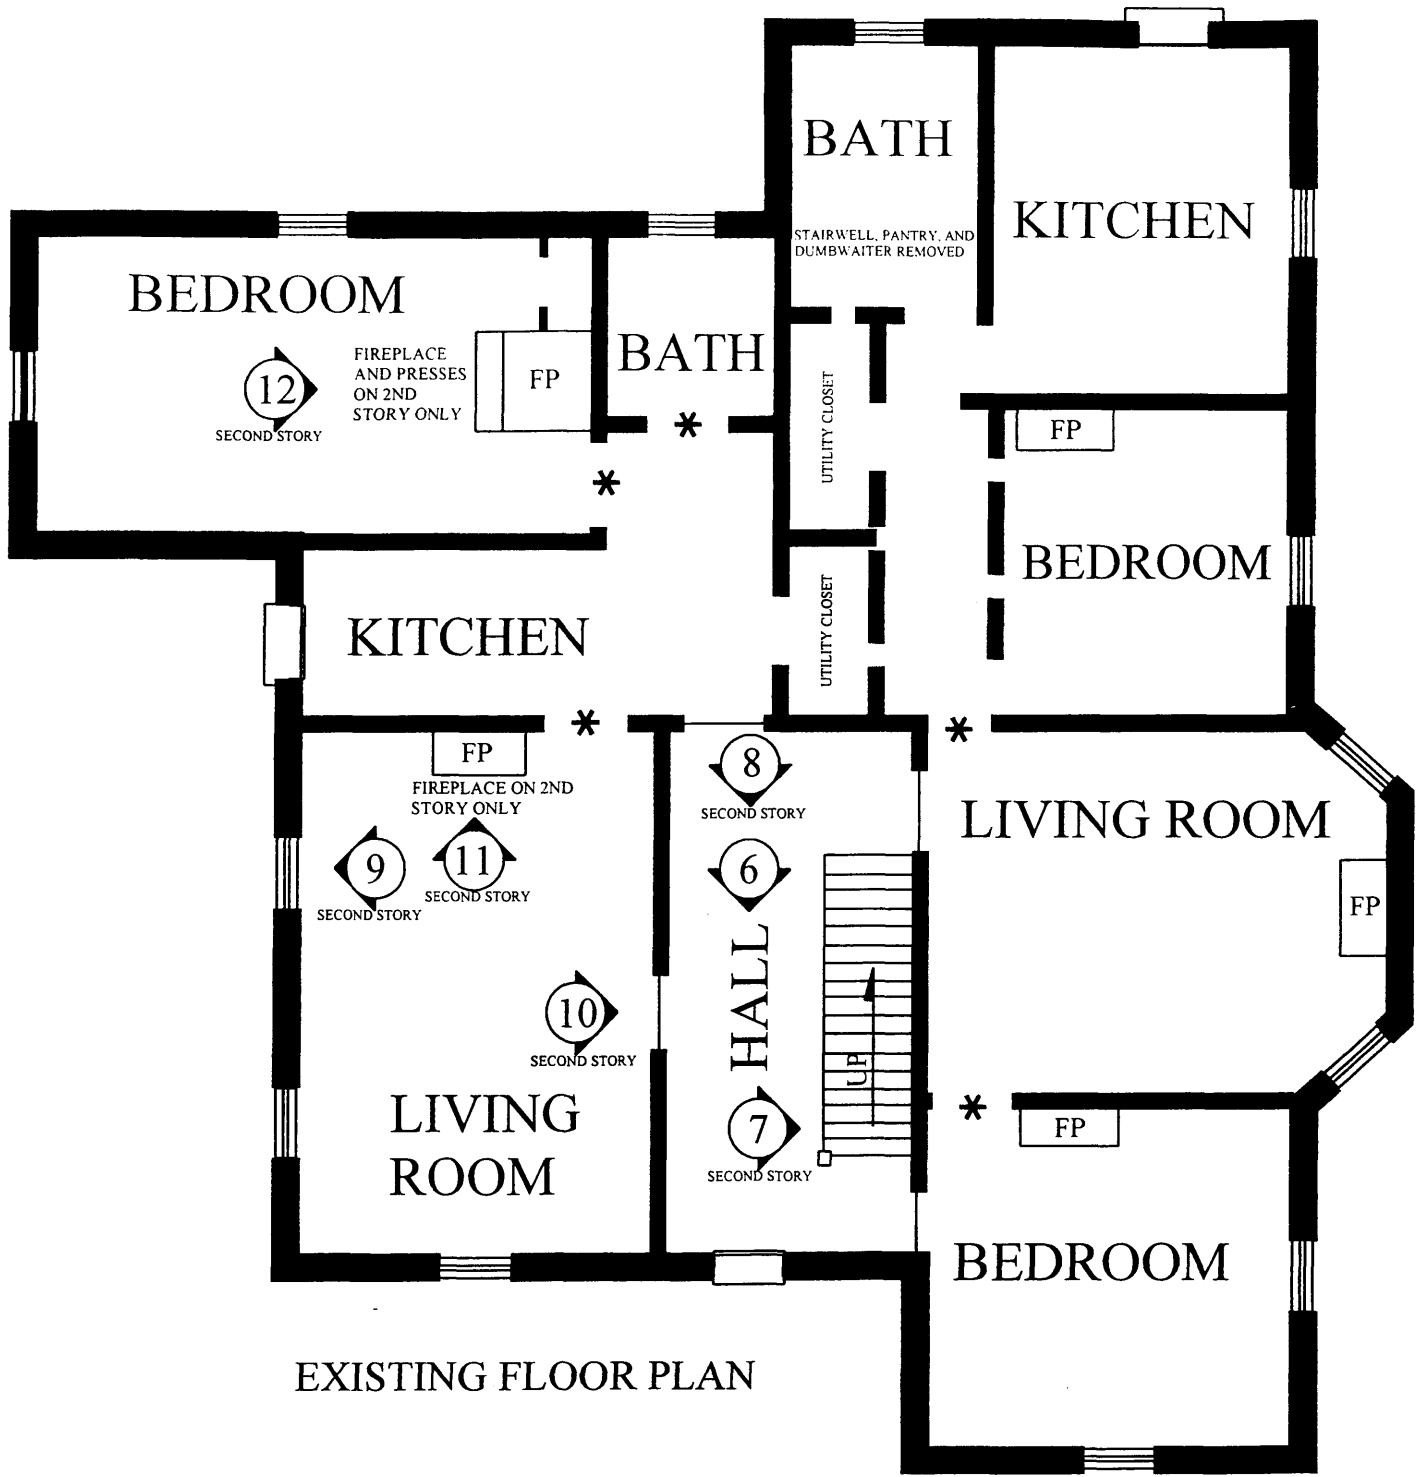 BATH
KITCHEN
STAIRWELL, PANTRY, AND
DUMBWAITER REMOVED
BEDROOM
12
SECOND STORY
FIREPLACE
AND PRESSES
ON 2ND
STORY ONLY
FP
BATH
*
*
UTILITY CLOSET
FP
BEDROOM
UTILITY CLOSET
KITCHEN
*
*
FP
FIREPLACE ON 2ND
STORY ONLY
9
SECOND STORY
11
SECOND STORY
8
SECOND STORY
6
HALL
LIVING ROOM
FP
10
SECOND STORY
UP
LIVING
ROOM
7
SECOND STORY
*
FP
BEDROOM
EXISTING FLOOR PLAN